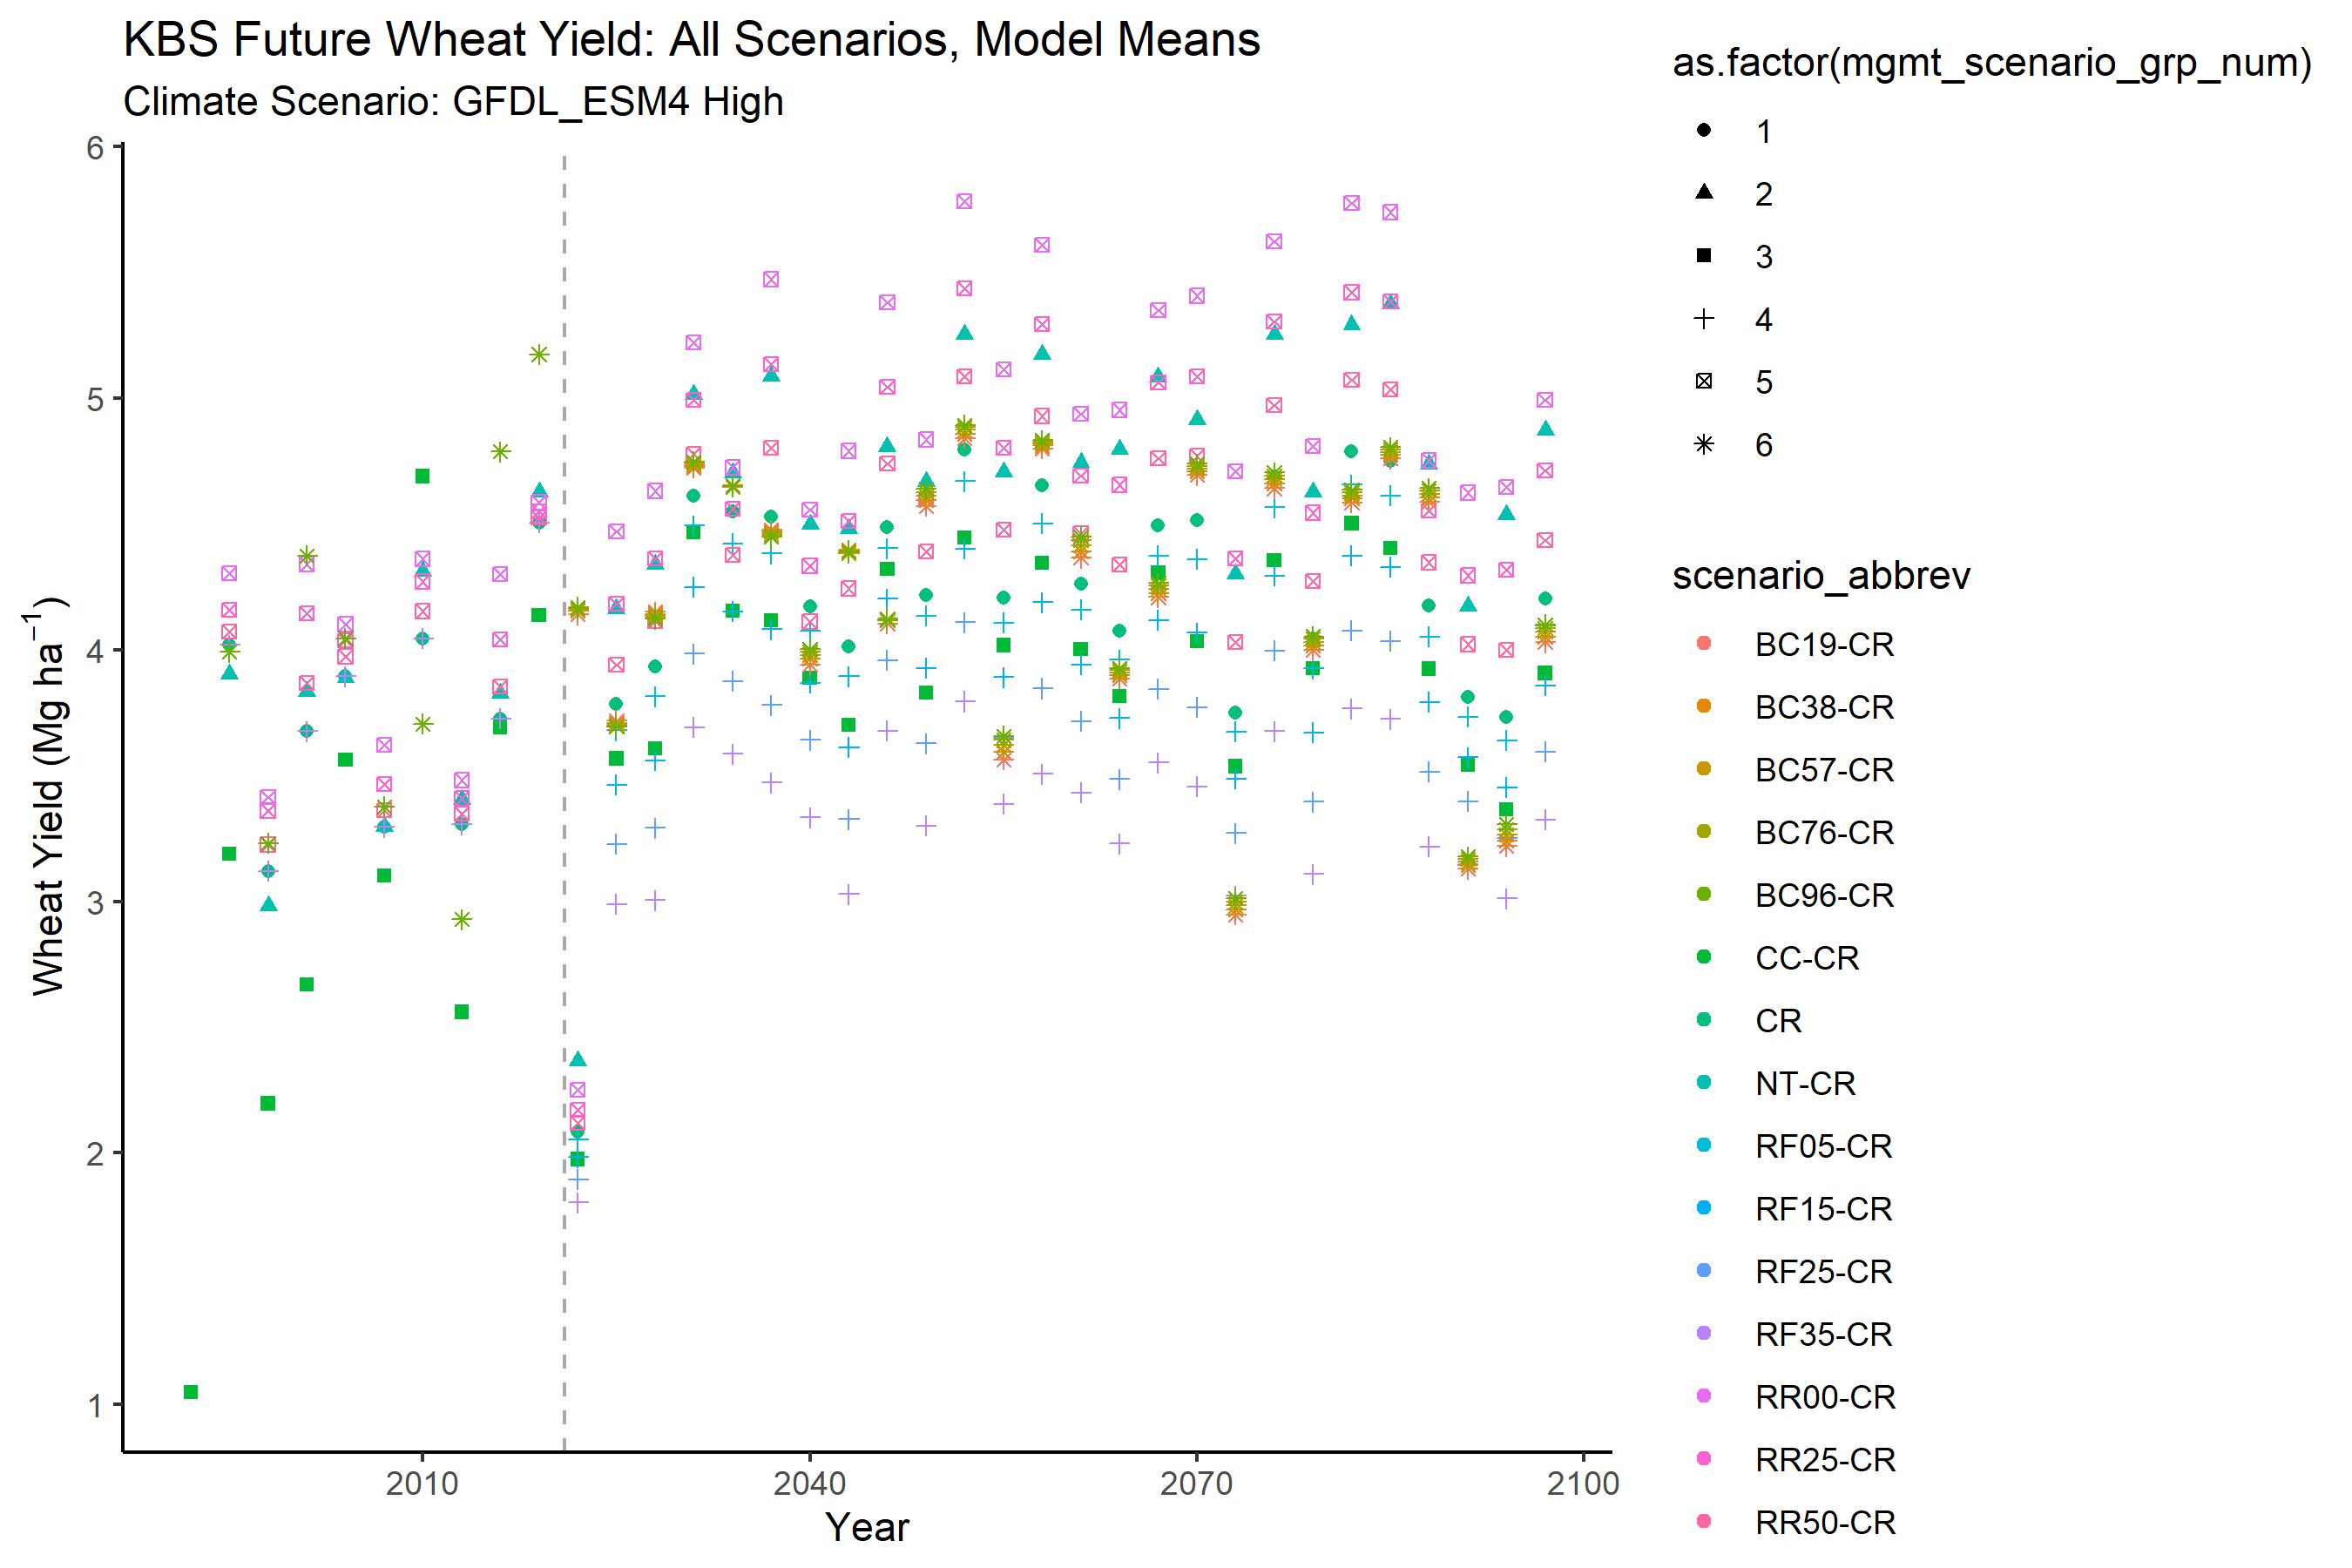 KBS Future Wheat Yield: All Scenarios, Model Means
Climate Scenario: GFDL_ESM4 High
Wheat Yield (Mg ha⁻¹)
6
5
4
3
2
1
2010
2040
2070
2100
Year
as.factor(mgmt_scenario_grp_num)
1
2
3
4
5
6
scenario_abbrev
BC19-CR
BC38-CR
BC57-CR
BC76-CR
BC96-CR
CC-CR
CR
NT-CR
RF05-CR
RF15-CR
RF25-CR
RF35-CR
RR00-CR
RR25-CR
RR50-CR